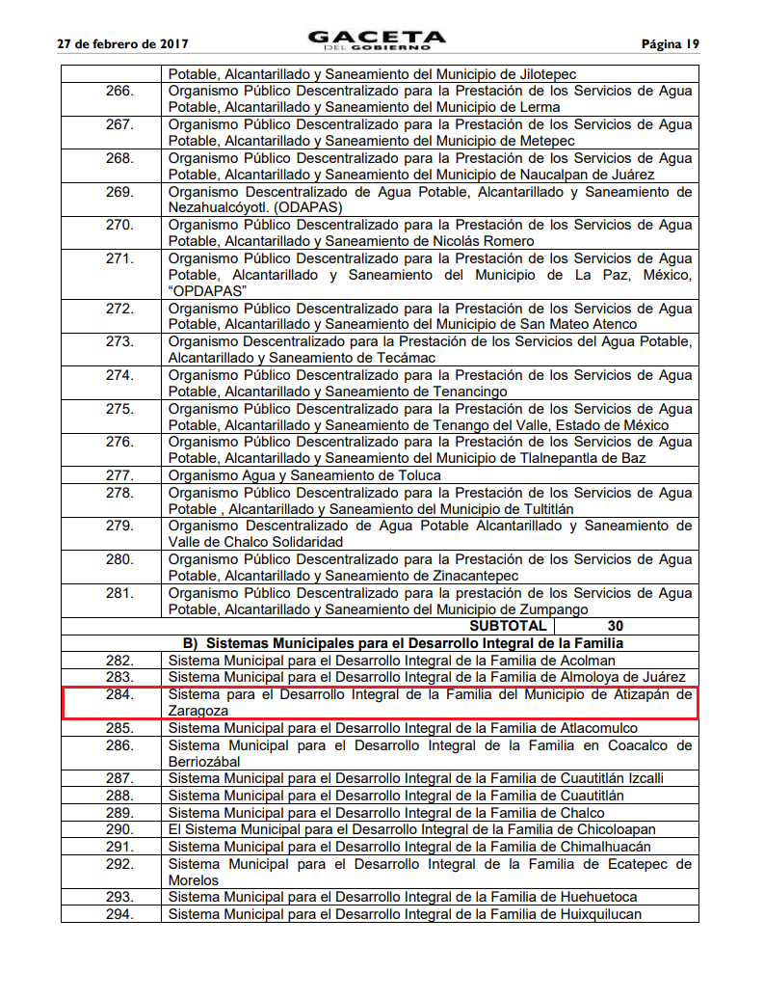 27 de febrero de 2017
GACETA
DEL GOBIERNO
Página 19
Potable, Alcantarillado y Saneamiento del Municipio de Jilotepec
266. Organismo Público Descentralizado para la Prestación de los Servicios de Agua
Potable, Alcantarillado y Saneamiento del Municipio de Lerma
267. Organismo Público Descentralizado para la Prestación de los Servicios de Agua
Potable, Alcantarillado y Saneamiento del Municipio de Metepec
268. Organismo Público Descentralizado para la Prestación de los Servicios de Agua
Potable, Alcantarillado y Saneamiento del Municipio de Naucalpan de Juárez
269. Organismo Descentralizado de Agua Potable, Alcantarillado y Saneamiento de
Nezahualcóyotl. (ODAPAS)
270. Organismo Público Descentralizado para la Prestación de los Servicios de Agua
Potable, Alcantarillado y Saneamiento de Nicolás Romero
271. Organismo Público Descentralizado para la Prestación de los Servicios de Agua
Potable, Alcantarillado y Saneamiento del Municipio de La Paz, México,
“OPDAPAS”
272. Organismo Público Descentralizado para la Prestación de los Servicios de Agua
Potable, Alcantarillado y Saneamiento del Municipio de San Mateo Atenco
273. Organismo Descentralizado para la Prestación de los Servicios del Agua Potable,
Alcantarillado y Saneamiento de Tecámac
274. Organismo Público Descentralizado para la Prestación de los Servicios de Agua
Potable, Alcantarillado y Saneamiento de Tenancingo
275. Organismo Público Descentralizado para la Prestación de los Servicios de Agua
Potable, Alcantarillado y Saneamiento de Tenango del Valle, Estado de México
276. Organismo Público Descentralizado para la Prestación de los Servicios de Agua
Potable, Alcantarillado y Saneamiento del Municipio de Tlalnepantla de Baz
277. Organismo Agua y Saneamiento de Toluca
278. Organismo Público Descentralizado para la Prestación de los Servicios de Agua
Potable , Alcantarillado y Saneamiento del Municipio de Tultitlán
279. Organismo Descentralizado de Agua Potable Alcantarillado y Saneamiento de
Valle de Chalco Solidaridad
280. Organismo Público Descentralizado para la Prestación de los Servicios de Agua
Potable, Alcantarillado y Saneamiento de Zinacantepec
281. Organismo Público Descentralizado para la prestación de los Servicios de Agua
Potable, Alcantarillado y Saneamiento del Municipio de Zumpango
SUBTOTAL 30
B) Sistemas Municipales para el Desarrollo Integral de la Familia
282. Sistema Municipal para el Desarrollo Integral de la Familia de Acolman
283. Sistema Municipal para el Desarrollo Integral de la Familia de Almoloya de Juárez
284. Sistema para el Desarrollo Integral de la Familia del Municipio de Atizapán de
Zaragoza
285. Sistema Municipal para el Desarrollo Integral de la Familia de Atlacomulco
286. Sistema Municipal para el Desarrollo Integral de la Familia en Coacalco de
Berriozábal
287. Sistema Municipal para el Desarrollo Integral de la Familia de Cuautitlán Izcalli
288. Sistema Municipal para el Desarrollo Integral de la Familia de Cuautitlán
289. Sistema Municipal para el Desarrollo Integral de la Familia de Chalco
290. El Sistema Municipal para el Desarrollo Integral de la Familia de Chicoloapan
291. Sistema Municipal para el Desarrollo Integral de la Familia de Chimalhuacán
292. Sistema Municipal para el Desarrollo Integral de la Familia de Ecatepec de
Morelos
293. Sistema Municipal para el Desarrollo Integral de la Familia de Huehuetoca
294. Sistema Municipal para el Desarrollo Integral de la Familia de Huixquilucan